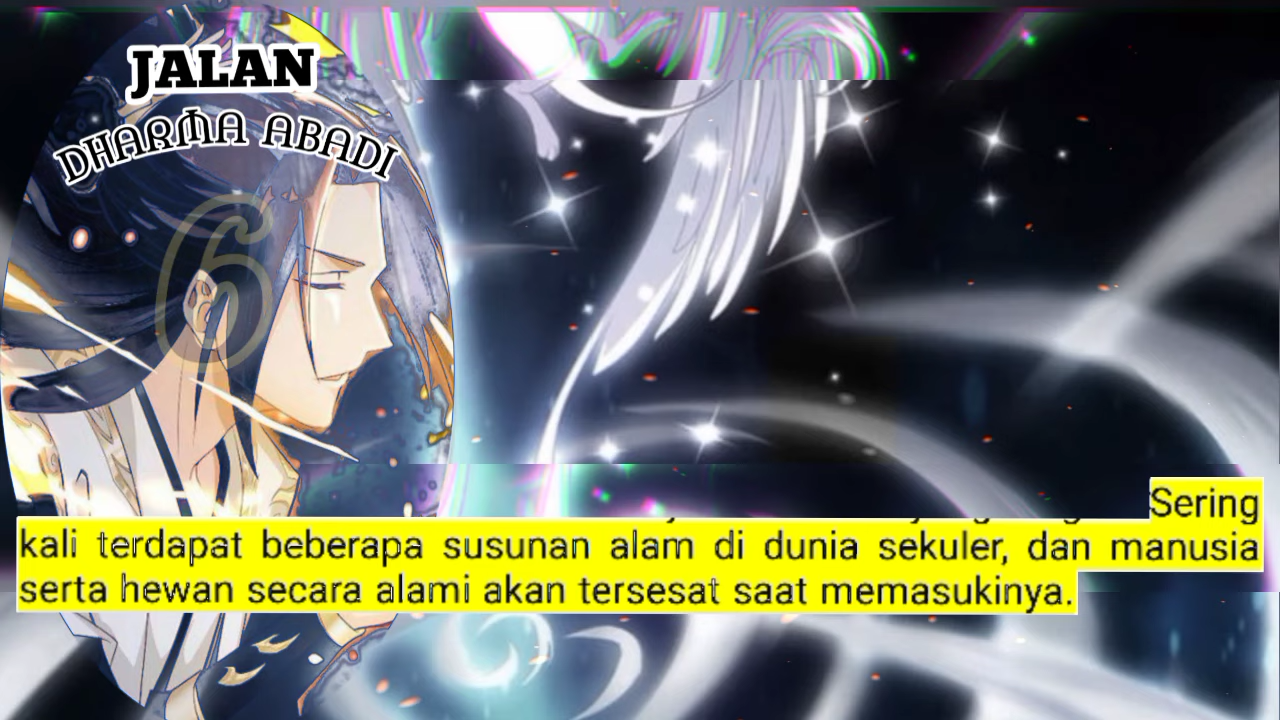 JALAN
DHARMA ABADI
6
Sering
kali terdapat beberapa susunan alam di dunia sekuler, dan manusia
serta hewan secara alami akan tersesat saat memasukinya.